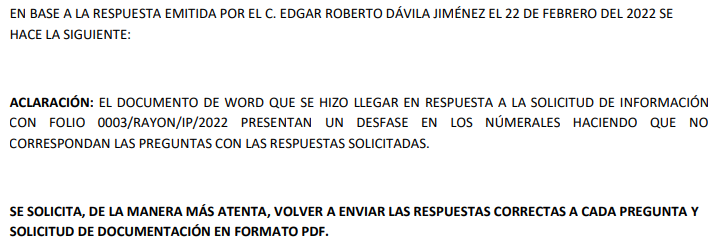 EN BASE A LA RESPUESTA EMITIDA POR EL C. EDGAR ROBERTO DÁVILA JIMÉNEZ EL 22 DE FEBRERO DEL 2022 SE
HACE LA SIGUIENTE:
ACLARACIÓN: EL DOCUMENTO DE WORD QUE SE HIZO LLEGAR EN RESPUESTA A LA SOLICITUD DE INFORMACIÓN
CON FOLIO 0003/RAYON/IP/2022 PRESENTAN UN DESFASE EN LOS NÚMERALES HACIENDO QUE NO
CORRESPONDAN LAS PREGUNTAS CON LAS RESPUESTAS SOLICITADAS.
SE SOLICITA, DE LA MANERA MÁS ATENTA, VOLVER A ENVIAR LAS RESPUESTAS CORRECTAS A CADA PREGUNTA Y
SOLICITUD DE DOCUMENTACIÓN EN FORMATO PDF.